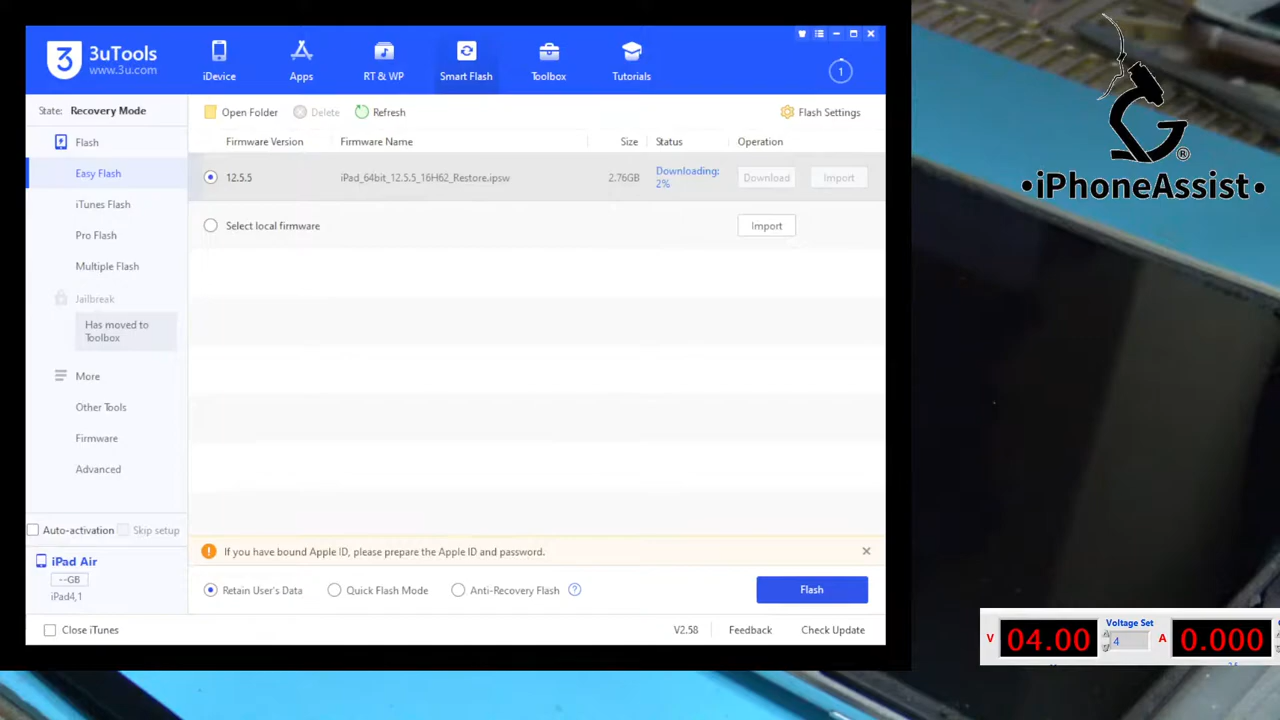 3uTools
www.3u.com
iDevice
Apps
RT & WP
Smart Flash
Toolbox
Tutorials
1
State: Recovery Mode
Flash
Easy Flash
iTunes Flash
Pro Flash
Multiple Flash
Jailbreak
Has moved to
Toolbox
More
Other Tools
Firmware
Advanced
Auto-activation
Skip setup
iPad Air
--GB
iPad4,1
Close iTunes
Open Folder
Delete
Refresh
Flash Settings
Firmware Version
Firmware Name
Size
Status
Operation
12.5.5
iPad_64bit_12.5.5_16H62_Restore.ipsw
2.76GB
Downloading:
2%
Download
Import
Select local firmware
Import
If you have bound Apple ID, please prepare the Apple ID and password.
Retain User's Data
Quick Flash Mode
Anti-Recovery Flash
Flash
V2.58
Feedback
Check Update
•iPhoneAssist•
®
V
04.00
Voltage Set
4
A
0.000